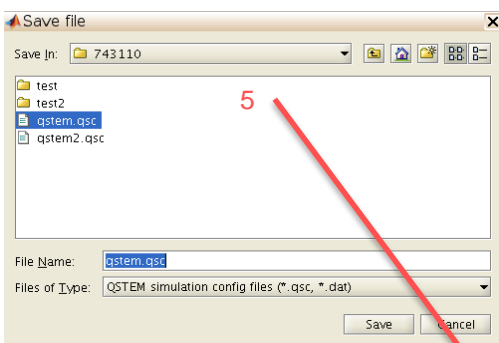 Save file
Save In: 743110
test
test2
qstem.qsc
qstem2.qsc
5
File Name: qstem.qsc
Files of Type: QSTEM simulation config files (*.qsc, *.dat)
Save Cancel